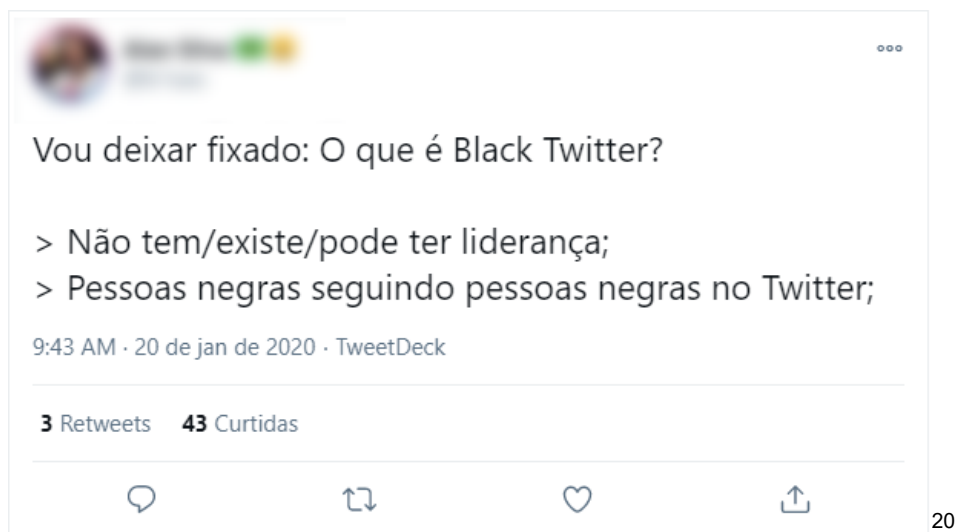 Vou deixar fixado: O que é Black Twitter?
> Não tem/existe/pode ter liderança;
> Pessoas negras seguindo pessoas negras no Twitter;
9:43 AM · 20 de jan de 2020 · TweetDeck
3 Retweets 43 Curtidas
20